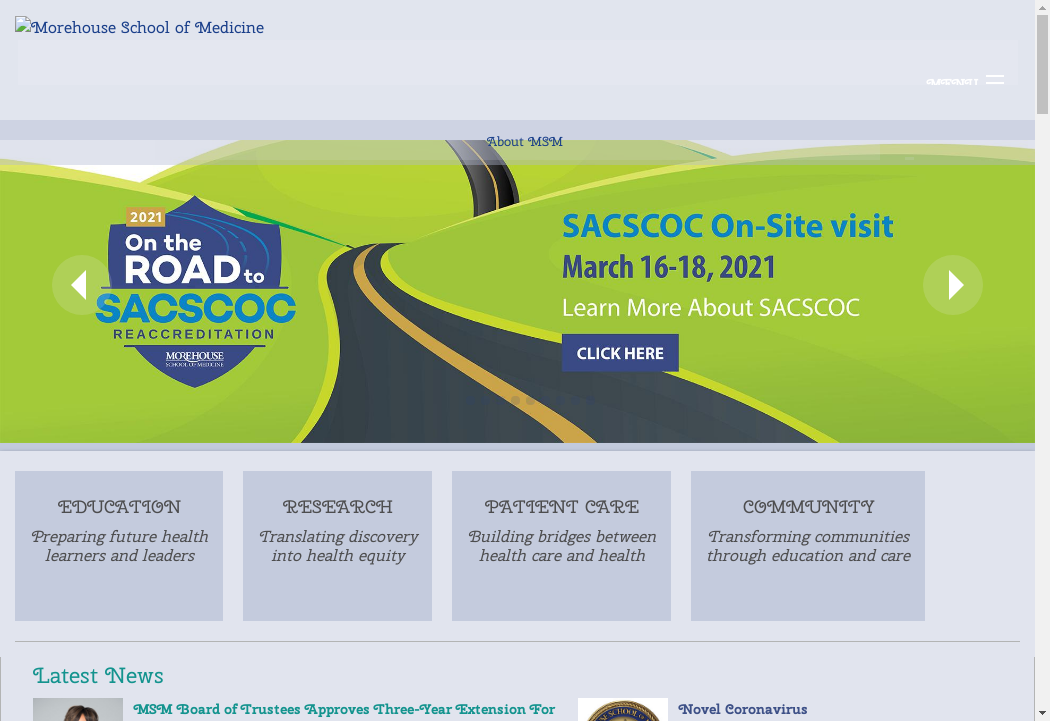 Morehouse School of Medicine
About MSM
2021
On the
ROAD to
SACSCOC
REACCREDITATION
MOREHOUSE
SCHOOL OF MEDICINE
SACSCOC On-Site visit
March 16-18, 2021
Learn More About SACSCOC
CLICK HERE
EDUCATION
Preparing future health
learners and leaders
RESEARCH
Translating discovery
into health equity
PATIENT CARE
Building bridges between
health care and health
COMMUNITY
Transforming communities
through education and care
Latest News
MSM Board of Trustees Approves Three-Year Extension For
Novel Coronavirus